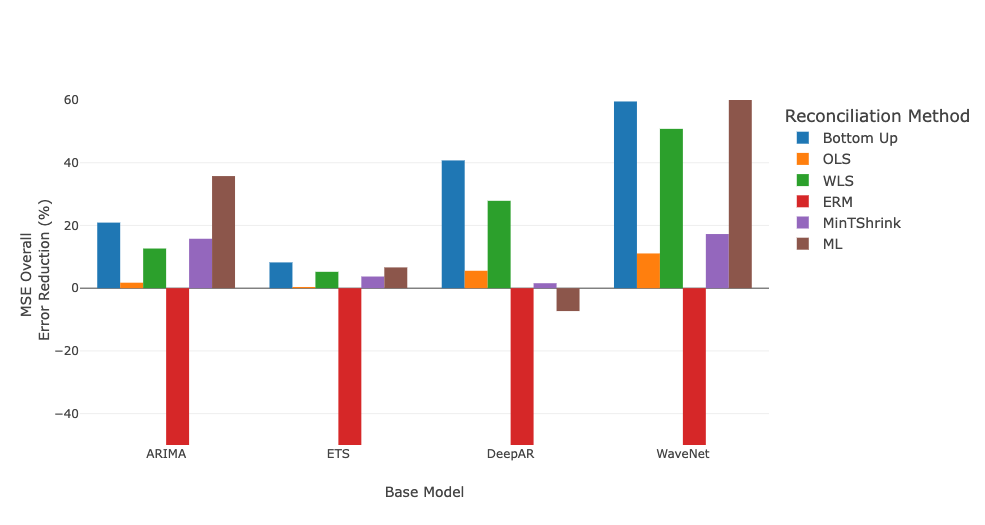 MSE Overall
Error Reduction (%)
60
40
20
0
−20
−40
ARIMA
ETS
DeepAR
WaveNet
Base Model
Reconciliation Method
Bottom Up
OLS
WLS
ERM
MinTShrink
ML